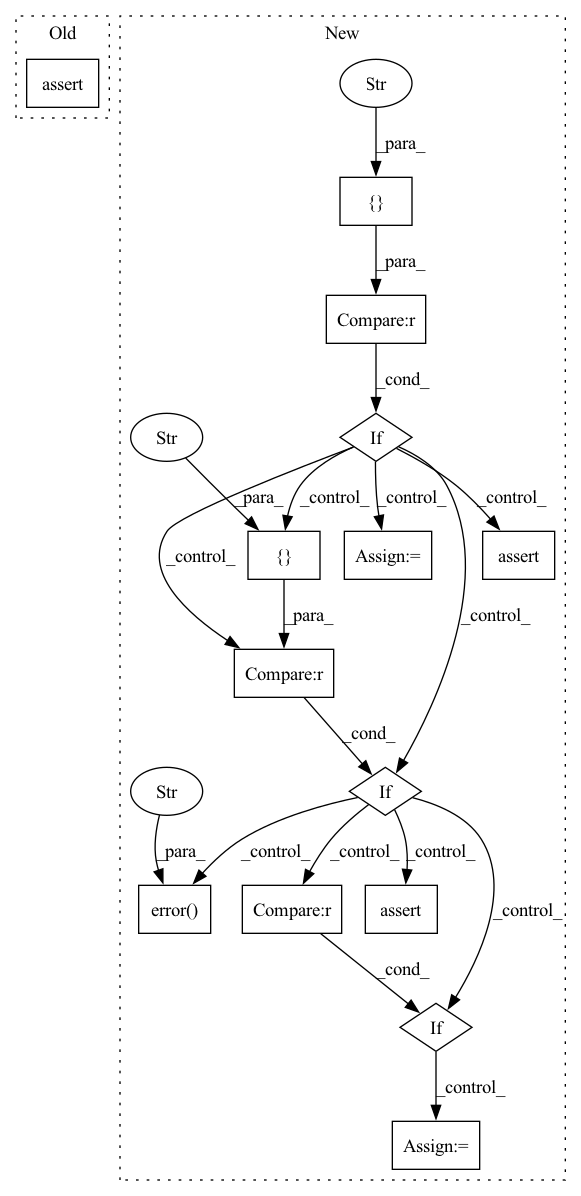 Old
New
assert
Str
_para_
{}
_para_
Compare:r
_cond_
Str
If
_para_
_control_
_control_
_control_
_control_
{}
Assign:=
assert
_para_
_control_
Compare:r
_cond_
Str
If
_para_
_control_
_control_
_control_
_control_
error()
Compare:r
assert
_cond_
If
_control_
Assign:=